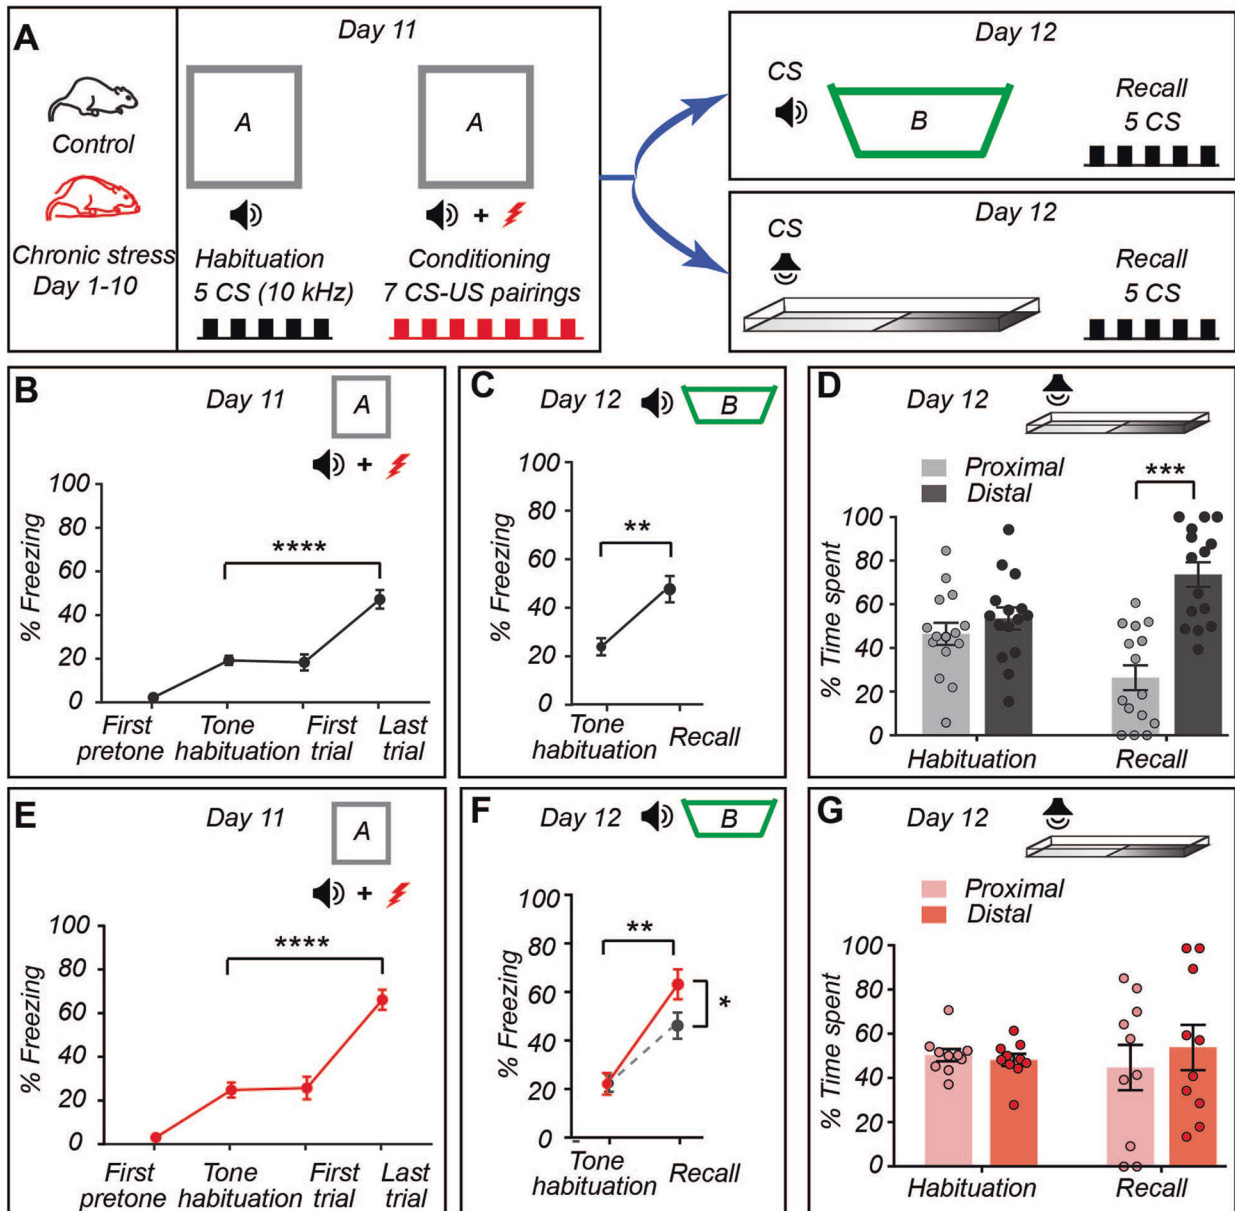 A
Day 11
Control
Chronic stress
Day 1-10
A
A
+
Habituation
5 CS (10 kHz)
Conditioning
7 CS-US pairings
Day 12
CS
B
Recall
5 CS
Day 12
CS
Recall
5 CS
B
Day 11
A
+
% Freezing
100
80
60
40
20
0
****
First pretone
Tone habituation
First trial
Last trial
C
Day 12
B
% Freezing
100
80
60
40
20
0
**
Tone habituation
Recall
D
Day 12
Proximal
Distal
***
% Time spent
100
80
60
40
20
0
Habituation
Recall
E
Day 11
A
+
% Freezing
100
80
60
40
20
0
****
First pretone
Tone habituation
First trial
Last trial
F
Day 12
B
% Freezing
100
80
60
40
20
0
**
*
Tone habituation
Recall
G
Day 12
Proximal
Distal
% Time spent
100
80
60
40
20
0
Habituation
Recall